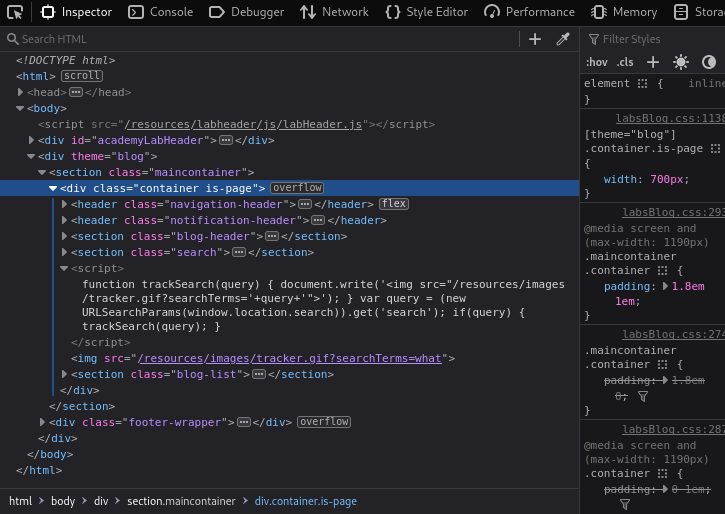 Inspector Console Debugger Network Style Editor Performance Memory Stora
Search HTML
Filter Styles
<!DOCTYPE html>
:hov .cls
<html> scroll
<head> ••• </head>
element { inline
<body>
}
<script src="/resources/labheader/js/labHeader.js"></script>
labsBlog.css:1138
<div id="academyLabHeader"> ••• </div>
[theme="blog"]
<div theme="blog">
.container.is-page
<section class="maincontainer">
{
<div class="container is-page"> overflow
width: 700px;
<header class="navigation-header"> ••• </header> flex
}
<header class="notification-header"> ••• </header>
labsBlog.css:293
<section class="blog-header"> ••• </section>
@media screen and
(max-width: 1190px)
<section class="search"> ••• </section>
.maincontainer
<script>
.container {
function trackSearch(query) { document.write('<img src="/resources/images
padding: 1.8em
/tracker.gif?searchTerms='+query+'">'); } var query = (new
1em;
URLSearchParams(window.location.search)).get('search'); if(query) {
}
trackSearch(query); }
labsBlog.css:274
</script>
.maincontainer
<img src="/resources/images/tracker.gif?searchTerms=what">
.container {
<section class="blog-list"> ••• </section>
padding: 1.8em
</div>
0;
</section>
}
<div class="footer-wrapper"> ••• </div> overflow
labsBlog.css:287
</div>
@media screen and
</body>
(max-width: 1190px)
</html>
.container {
padding: 0 1em;
html > body > div > section.maincontainer > div.container.is-page